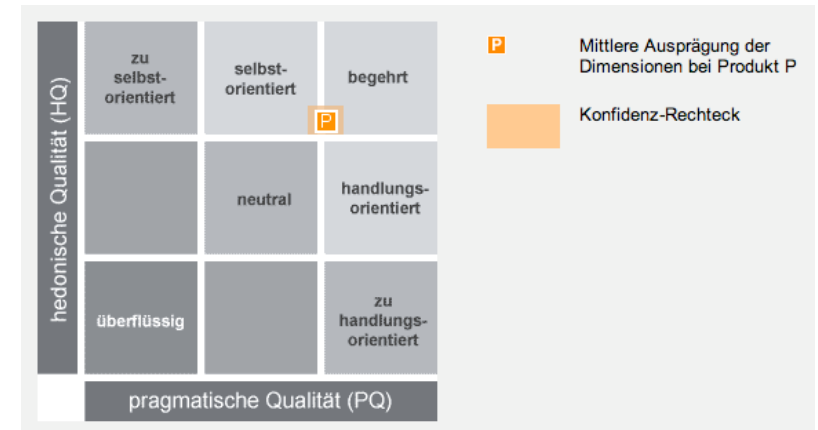 zu
selbst-
orientiert
selbst-
orientiert
begehrt
P
neutral
handlungs-
orientiert
überflüssig
zu
handlungs-
orientiert
hedonische Qualität (HQ)
pragmatische Qualität (PQ)
P
Mittlere Ausprägung der
Dimensionen bei Produkt P
Konfidenz-Rechteck